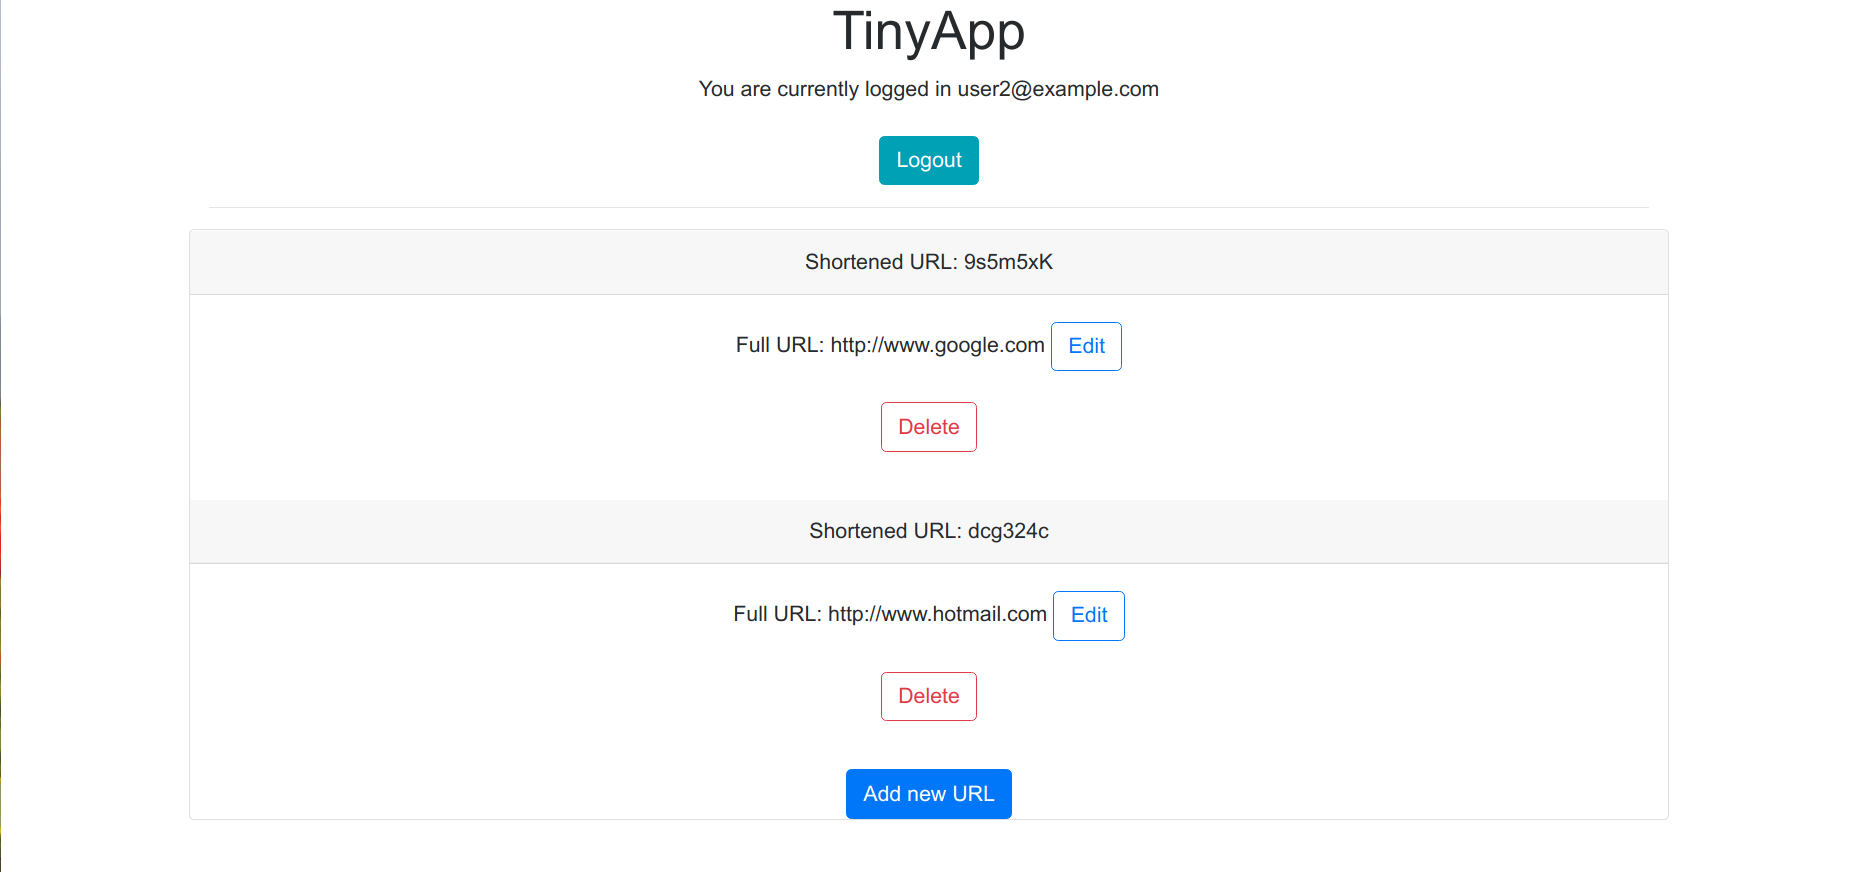 TinyApp
You are currently logged in user2@example.com
Logout
Shortened URL: 9s5m5xK
Full URL: http://www.google.com Edit
Delete
Shortened URL: dcg324c
Full URL: http://www.hotmail.com Edit
Delete
Add new URL